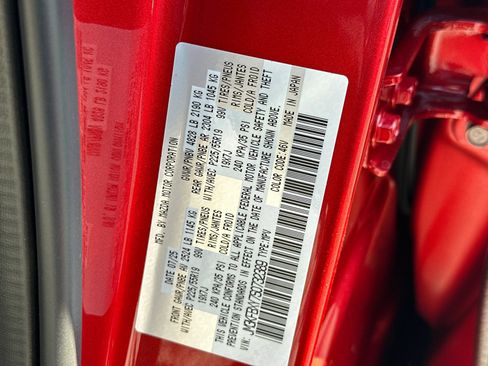 MFD. BY MAZDA MOTOR CORPORATION
07/25 GVWR/PNBV 4828 LB 2190 KG
FRONT GAWR/PNBE AV 2524 LB 1145 KG REAR GAWR/PNBE AR 2304 LB 1045 KG
WITH/AVEC P225/55R19 99V TIRES/PNEUS WITH/AVEC P225/55R19 99V TIRES/PNEUS
19X7J RIMS/JANTES 19X7J RIMS/JANTES
240 KPA/35 PSI COLD/A FROID 240 KPA/35 PSI COLD/A FROID
THIS VEHICLE CONFORMS TO ALL APPLICABLE FEDERAL MOTOR VEHICLE SAFETY AND THEFT
PREVENTION STANDARDS IN EFFECT ON THE DATE OF MANUFACTURE SHOWN ABOVE.
VIN: TYPE:MPV COLOR CODE:46V MADE IN JAPAN